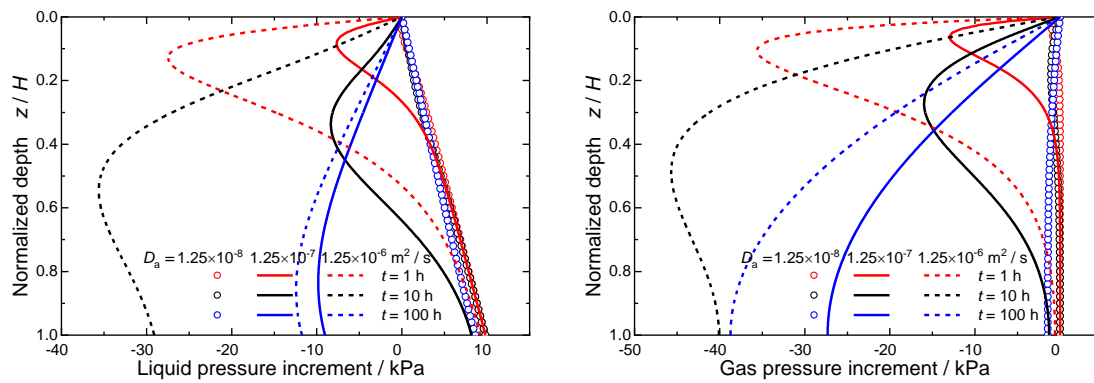 0.0
0.2
0.4
0.6
0.8
1.0
Normalized depth z / H
-40 -30 -20 -10 0 10
Liquid pressure increment / kPa
Da = 1.25×10-8 1.25×10-7 1.25×10-6 m2 / s
t = 1 h
t = 10 h
t = 100 h
0.0
0.2
0.4
0.6
0.8
1.0
Normalized depth z / H
-50 -40 -30 -20 -10 0
Gas pressure increment / kPa
Da = 1.25×10-8 1.25×10-7 1.25×10-6 m2 / s
t = 1 h
t = 10 h
t = 100 h